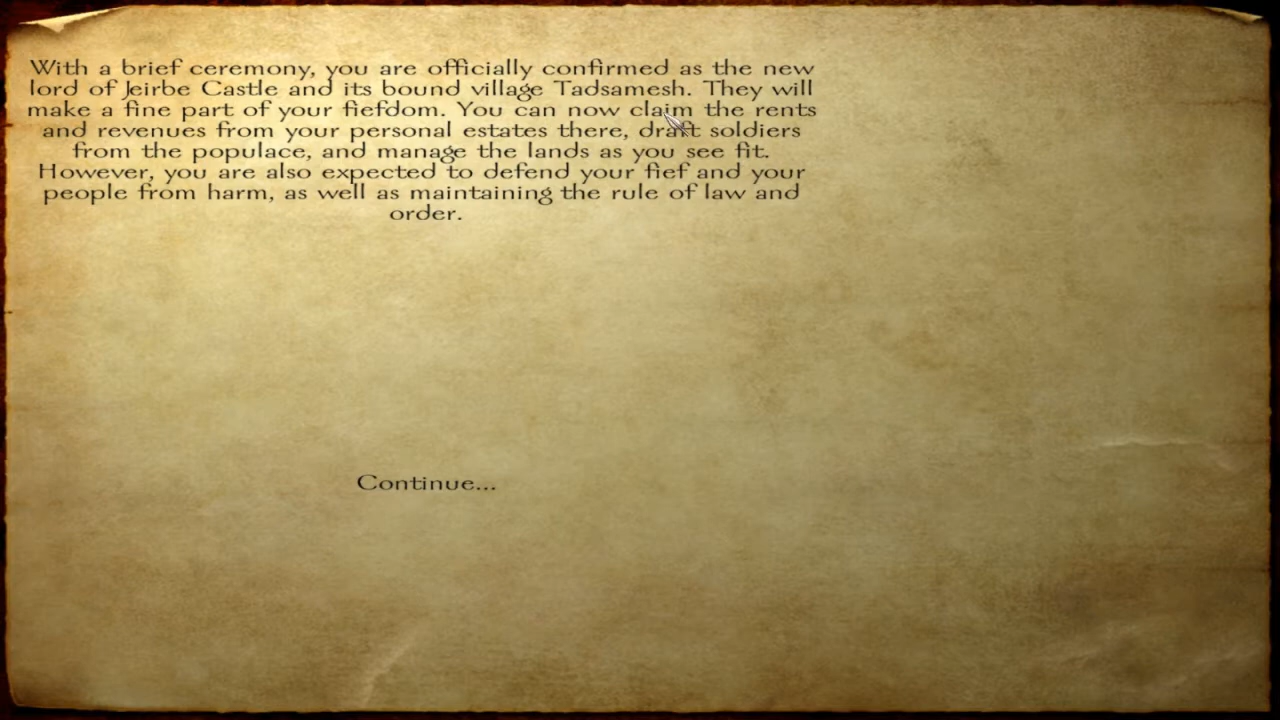 With a brief ceremony, you are officially confirmed as the new
lord of Jeirbe Castle and its bound village Tadsamesh. They will
make a fine part of your fiefdom. You can now claim the rents
and revenues from your personal estates there, draft soldiers
from the populace, and manage the lands as you see fit.
However, you are also expected to defend your fief and your
people from harm, as well as maintaining the rule of law and
order.
Continue...